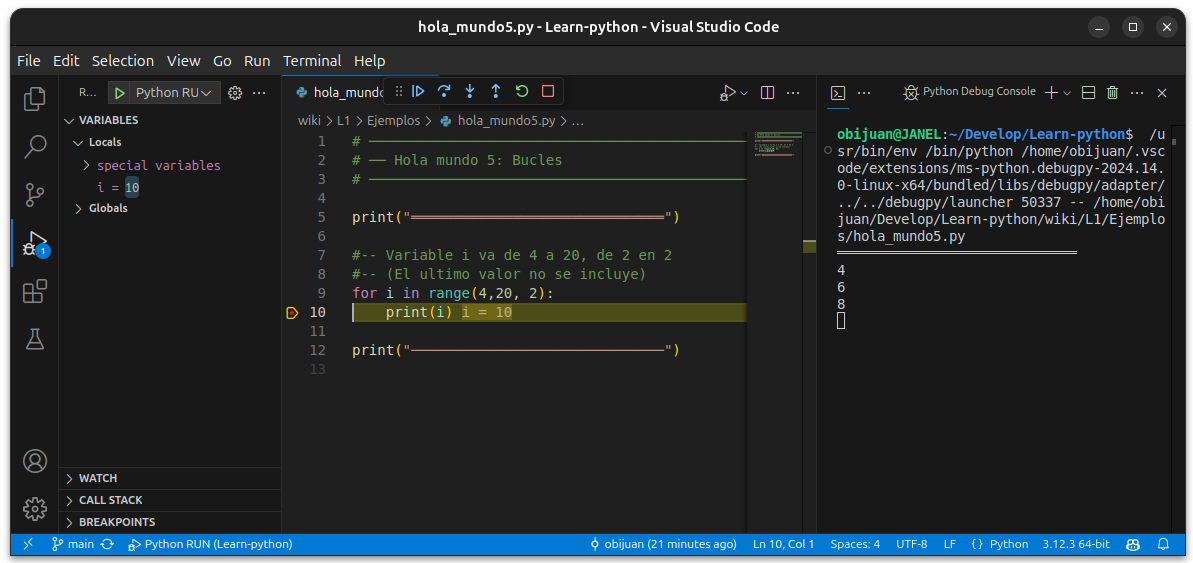 hola_mundo5.py - Learn-python - Visual Studio Code
File Edit Selection View Go Run Terminal Help
R... Python RU
VARIABLES
Locals
special variables
i = 10
Globals
WATCH
CALL STACK
BREAKPOINTS
1
hola_mundo
wiki > L1 > Ejemplos > hola_mundo5.py > ...
1 # ────────────────────────
2 # ── Hola mundo 5: Bucles
3 # ────────────────────────
4
5 print("══════════════════════════════")
6
7 #-- Variable i va de 4 a 20, de 2 en 2
8 #-- (El ultimo valor no se incluye)
9 for i in range(4,20, 2):
10 print(i) i = 10
11
12 print("──────────────────────────────")
13
Python Debug Console
obijuan@JANEL:~/Develop/Learn-python$ /u
sr/bin/env /bin/python /home/obijuan/.vsc
ode/extensions/ms-python.debugpy-2024.14.
0-linux-x64/bundled/libs/debugpy/adapter/
../../debugpy/launcher 50337 -- /home/obi
juan/Develop/Learn-python/wiki/L1/Ejemplo
s/hola_mundo5.py
══════════════════════════════
4
6
8
main Python RUN (Learn-python) obijuan (21 minutes ago) Ln 10, Col 1 Spaces: 4 UTF-8 LF {} Python 3.12.3 64-bit